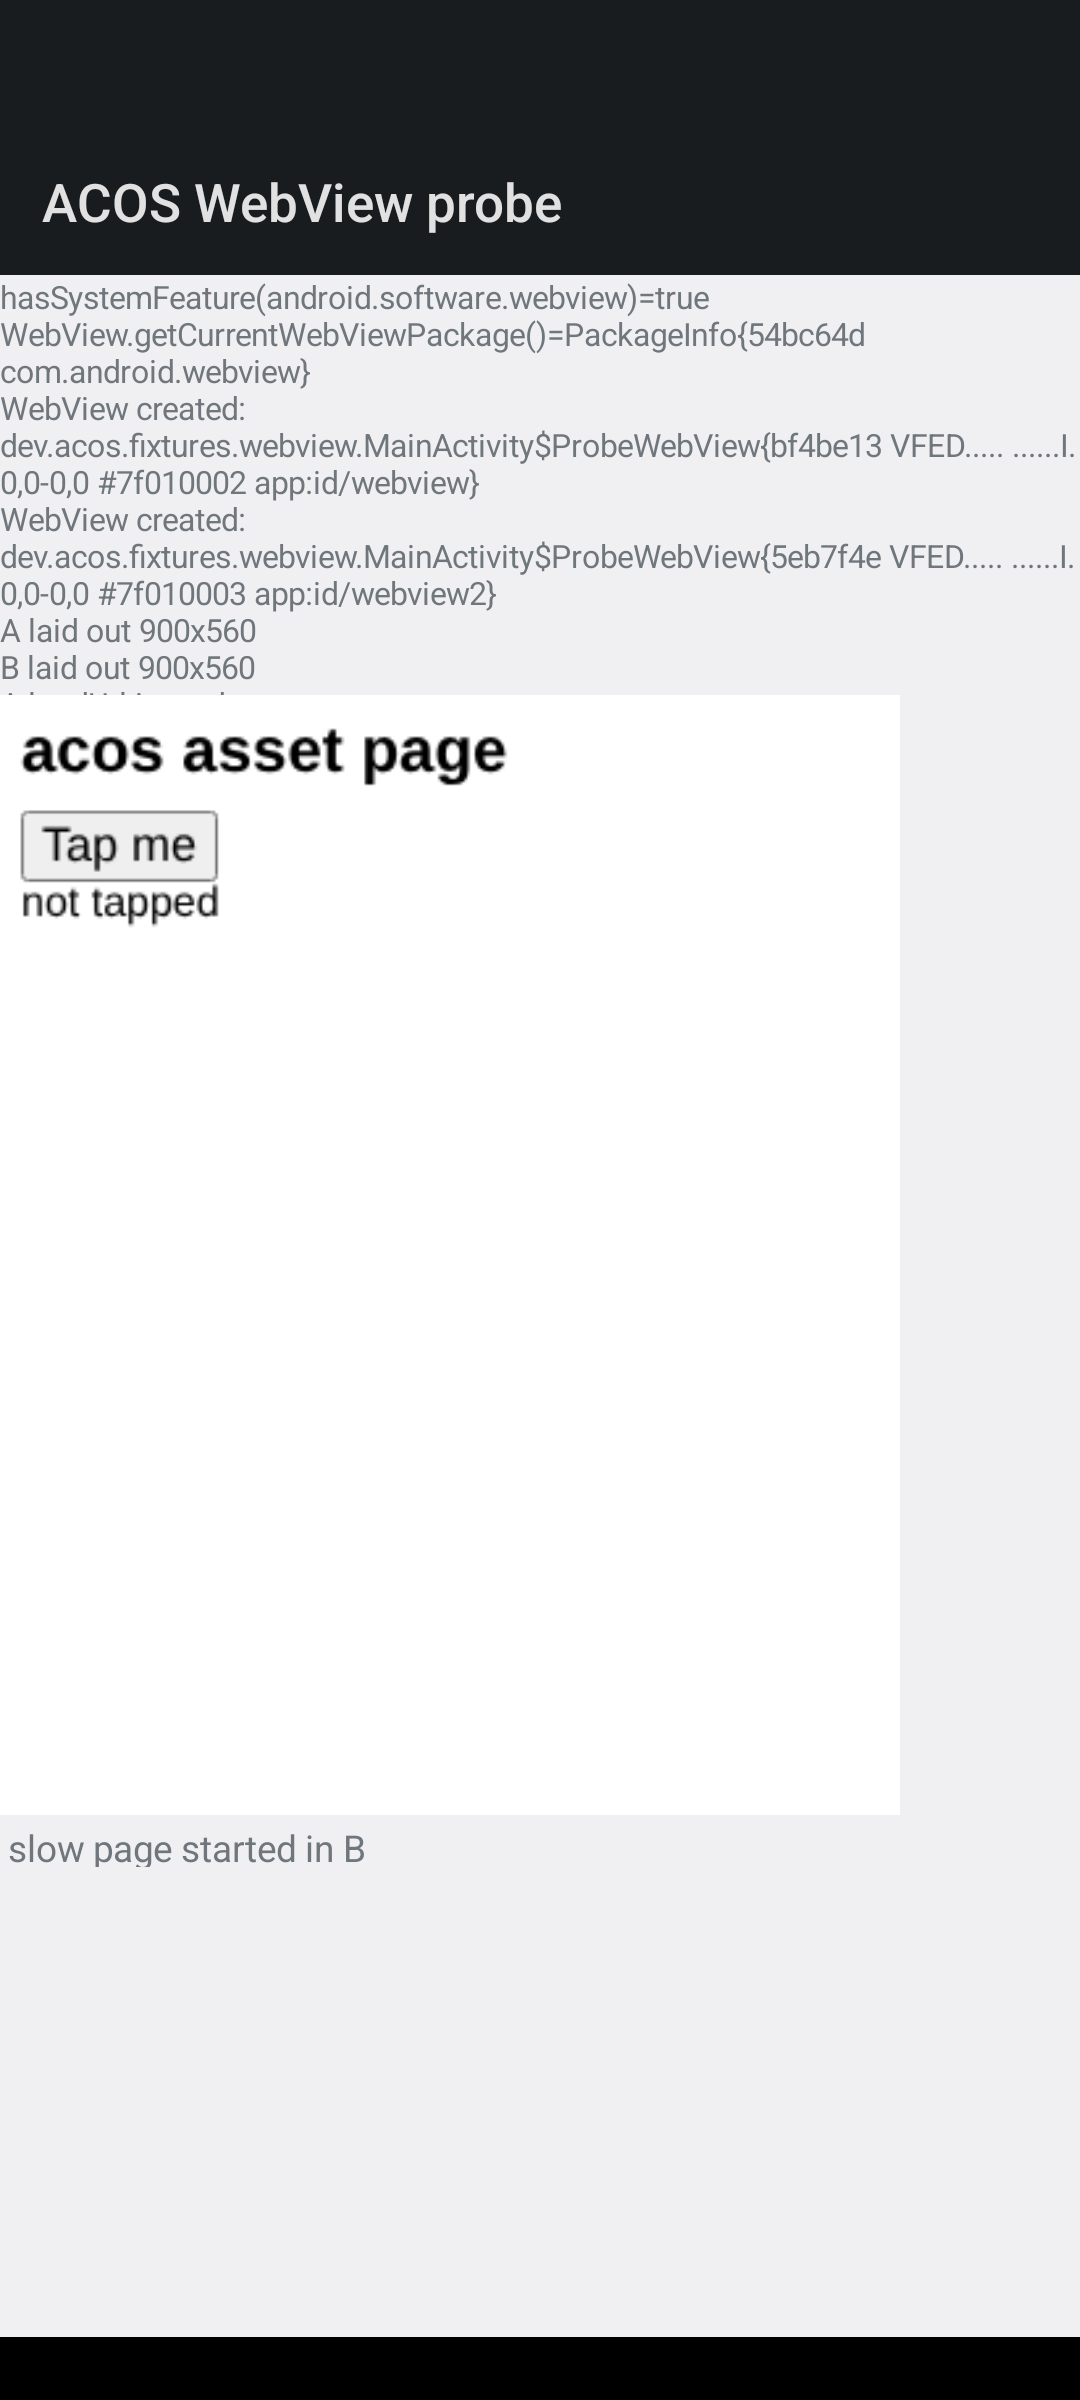 ACOS WebView probe
hasSystemFeature(android.software.webview)=true
WebView.getCurrentWebViewPackage()=PackageInfo{54bc64d
com.android.webview}
WebView created:
dev.acos.fixtures.webview.MainActivity$ProbeWebView{bf4be13 VFED..... ......I.
0,0-0,0 #7f010002 app:id/webview}
WebView created:
dev.acos.fixtures.webview.MainActivity$ProbeWebView{5eb7f4e VFED..... ......I.
0,0-0,0 #7f010003 app:id/webview2}
A laid out 900x560
B laid out 900x560
acos asset page
Tap me
not tapped
slow page started in B